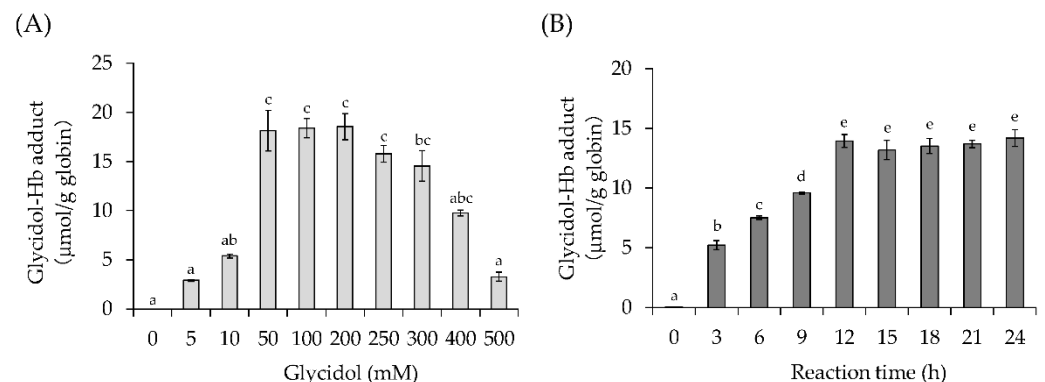 (A)
Glycidol-Hb adduct
(μmol/g globin)
25
20
15
10
5
0
a
a
ab
c
c
c
c
bc
abc
a
0 5 10 50 100 200 250 300 400 500
Glycidol (mM)
(B)
Glycidol-Hb adduct
(μmol/g globin)
20
15
10
5
0
a
b
c
d
e
e
e
e
e
0 3 6 9 12 15 18 21 24
Reaction time (h)